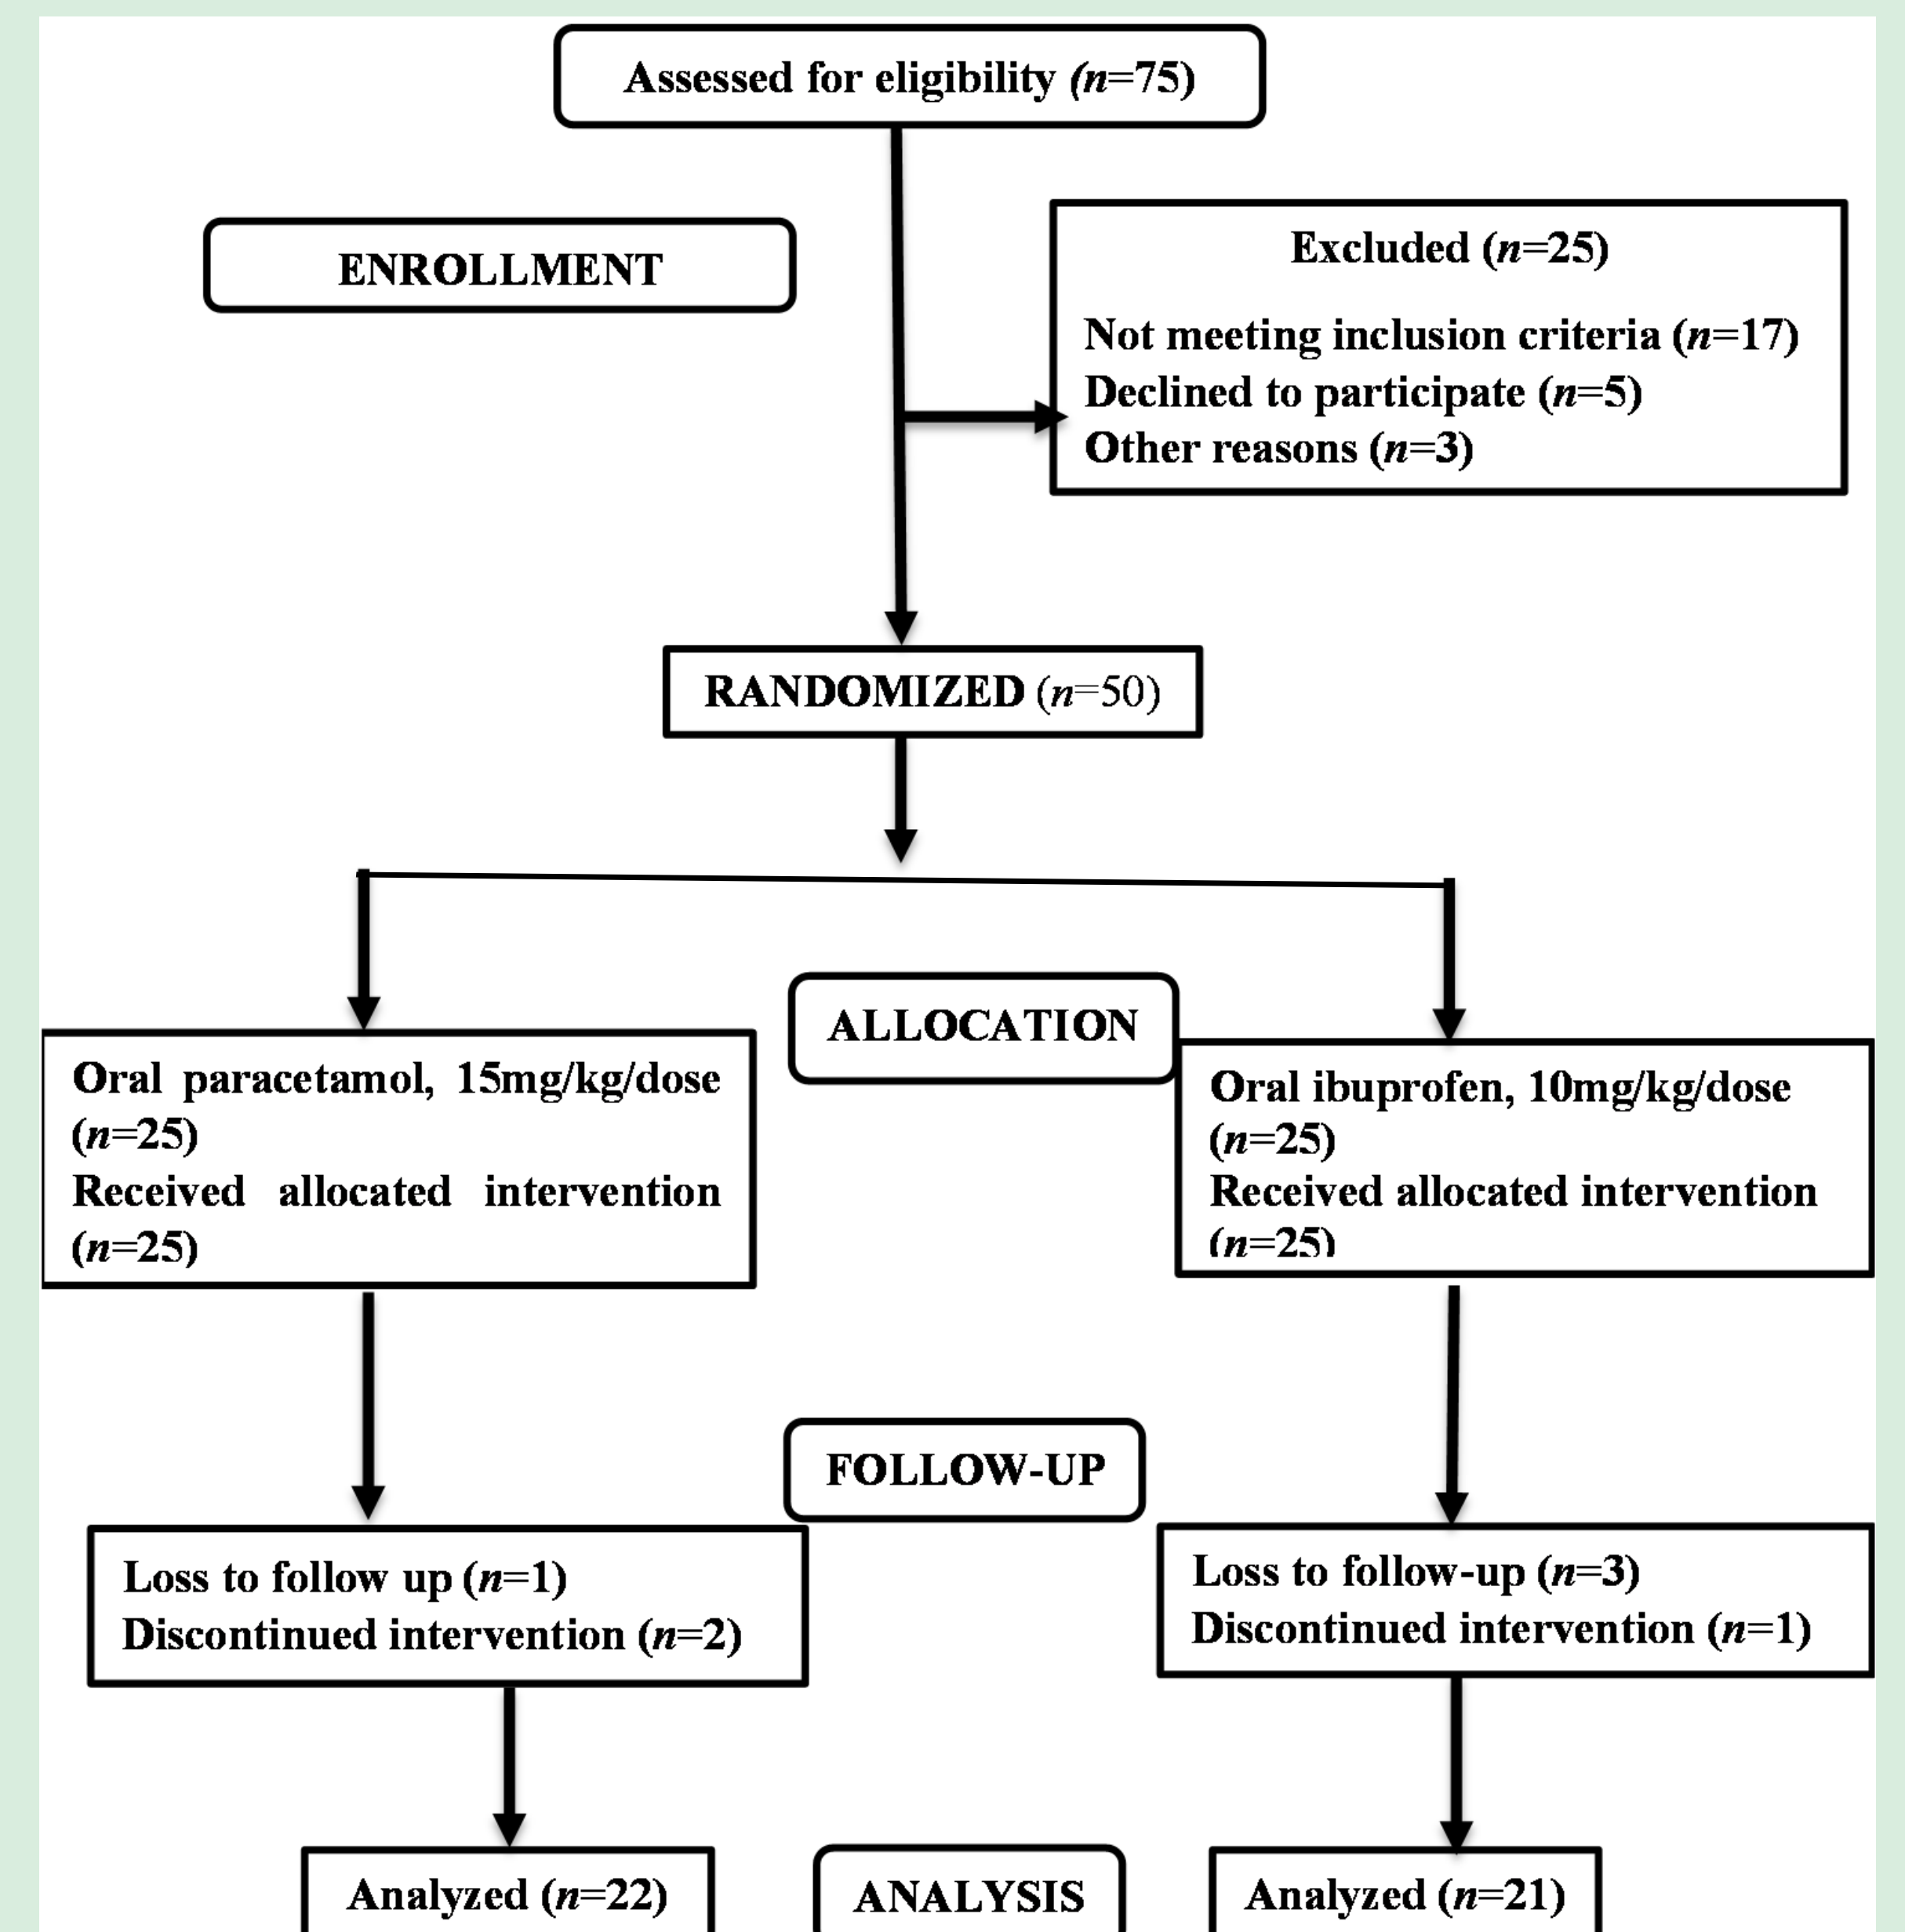 Assessed for eligibility (n=75)
ENROLLMENT
Excluded (n=25)
Not meeting inclusion criteria (n=17)
Declined to participate (n=5)
Other reasons (n=3)
RANDOMIZED (n=50)
ALLOCATION
Oral paracetamol, 15mg/kg/dose
(n=25)
Received allocated intervention
(n=25)
Oral ibuprofen, 10mg/kg/dose
(n=25)
Received allocated intervention
(n=25)
FOLLOW-UP
Loss to follow up (n=1)
Discontinued intervention (n=2)
Loss to follow-up (n=3)
Discontinued intervention (n=1)
Analyzed (n=22)
ANALYSIS
Analyzed (n=21)